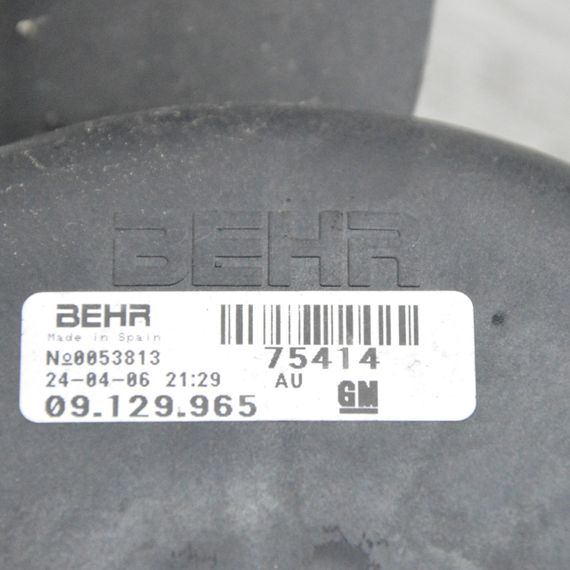 BEHR
BEHR
Made in Spain
№0053813
75414
24-04-06 21:29
AU
GM
09.129.965